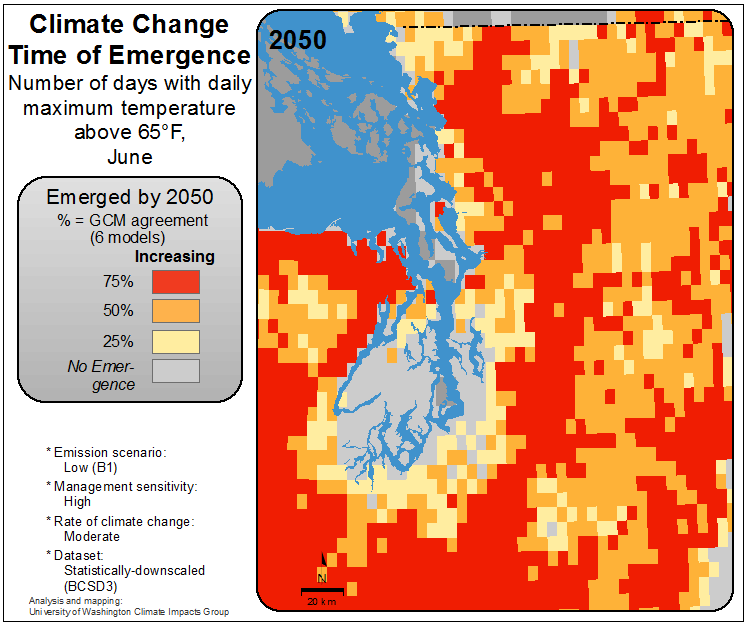 Climate Change
Time of Emergence
Number of days with daily
maximum temperature
above 65°F,
June
Emerged by 2050
% = GCM agreement
(6 models)
Increasing
75%
50%
25%
No Emer-
gence
* Emission scenario:
Low (B1)
* Management sensitivity:
High
* Rate of climate change:
Moderate
* Dataset:
Statistically-downscaled
(BCSD3)
Analysis and mapping:
University of Washington Climate Impacts Group
2050
N
20 km